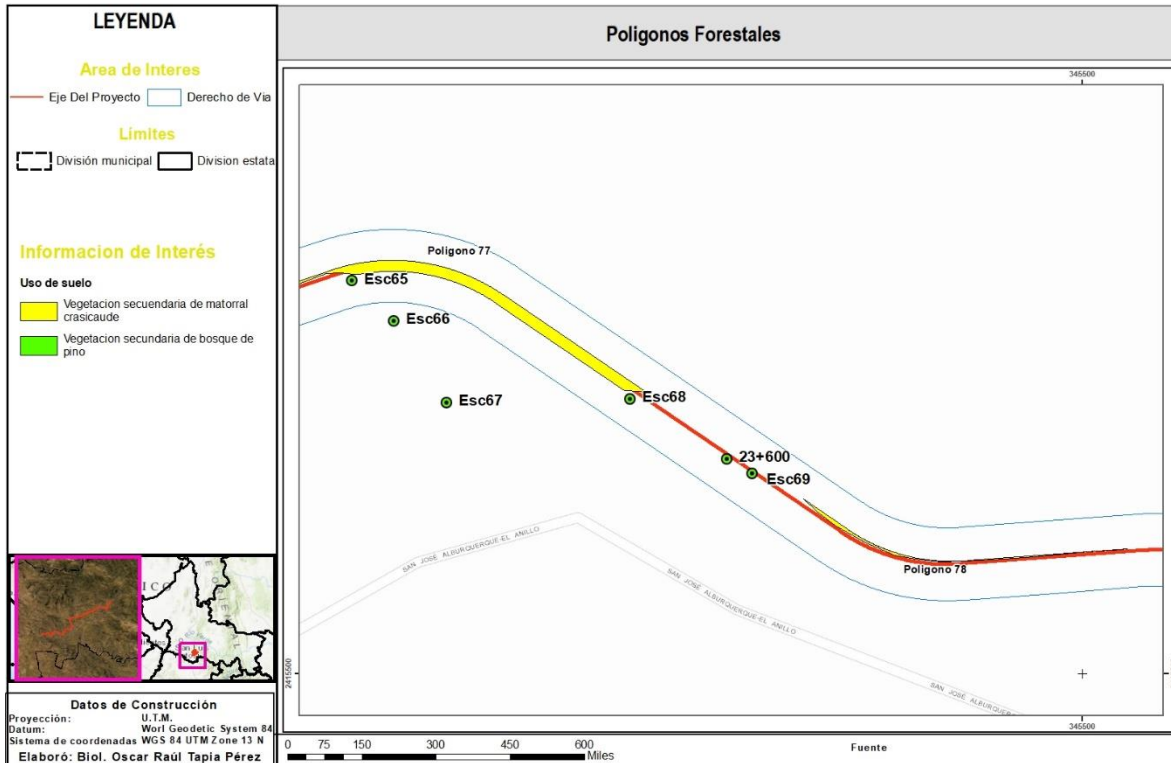 LEYENDA
Area de Interes
Eje Del Proyecto
Derecho de Via
Límites
División municipal
Division estata
Informacion de Interés
Uso de suelo
Vegetacion secuendaria de matorral
crasicaude
Vegetacion secundaria de bosque de
pino
Datos de Construcción
Proyección: U.T.M.
Datum: Worl Geodetic System 84
Sistema de coordenadas WGS 84 UTM Zone 13 N
Elaboró: Biol. Oscar Raúl Tapia Pérez
Poligonos Forestales
345500
Poligono 77
Esc65
Esc66
Esc67
Esc68
23+600
Esc69
Poligono 78
SAN JOSÉ ALBURQUERQUE-EL ANILLO
SAN JOSÉ ALBURQUERQUE-EL ANILLO
2415500
345500
0 75 150 300 450 600
Miles
Fuente